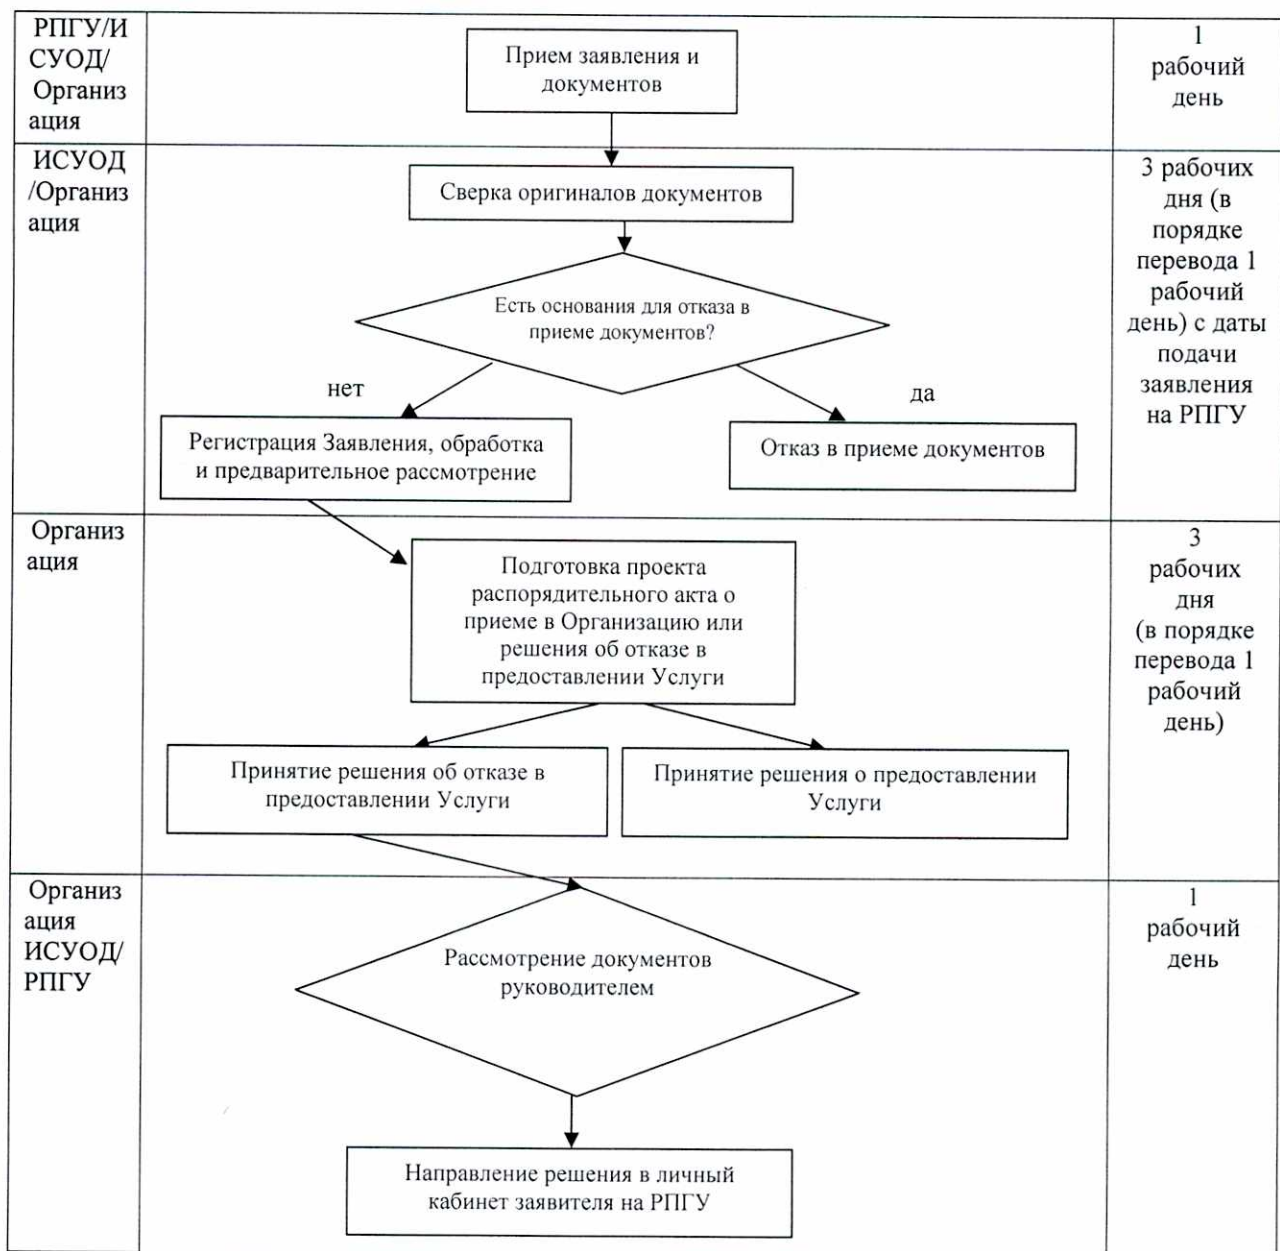 РПГУ/И
СУОД/
Организ
ация
Прием заявления и
документов
1
рабочий
день
ИСУОД
/Организ
ация
Сверка оригиналов документов
Есть основания для отказа в
приеме документов?
нет
да
Регистрация Заявления, обработка
и предварительное рассмотрение
Отказ в приеме документов
3 рабочих
дня (в
порядке
перевода 1
рабочий
день) с даты
подачи
заявления
на РПГУ
Организ
ация
Подготовка проекта
распорядительного акта о
приеме в Организацию или
решения об отказе в
предоставлении Услуги
Принятие решения об отказе в
предоставлении Услуги
Принятие решения о предоставлении
Услуги
3
рабочих
дня
(в порядке
перевода 1
рабочий
день)
Организ
ация
ИСУОД/
РПГУ
Рассмотрение документов
руководителем
Направление решения в личный
кабинет заявителя на РПГУ
1
рабочий
день